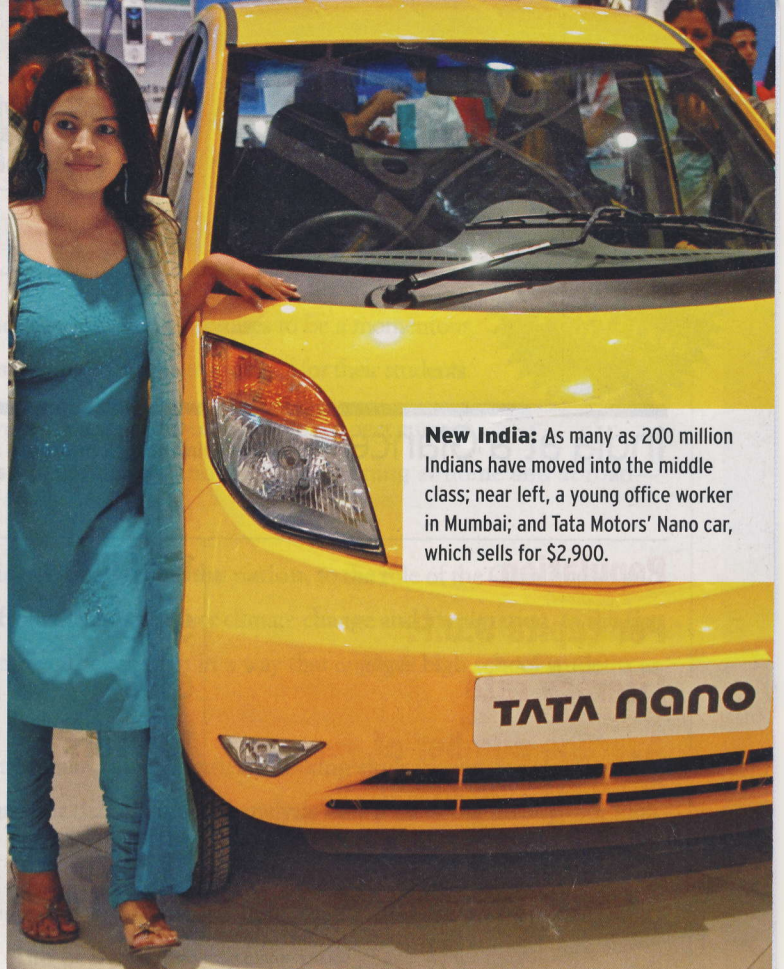 New India: As many as 200 million
Indians have moved into the middle
class; near left, a young office worker
in Mumbai; and Tata Motors' Nano car,
which sells for $2,900.
TATA nano